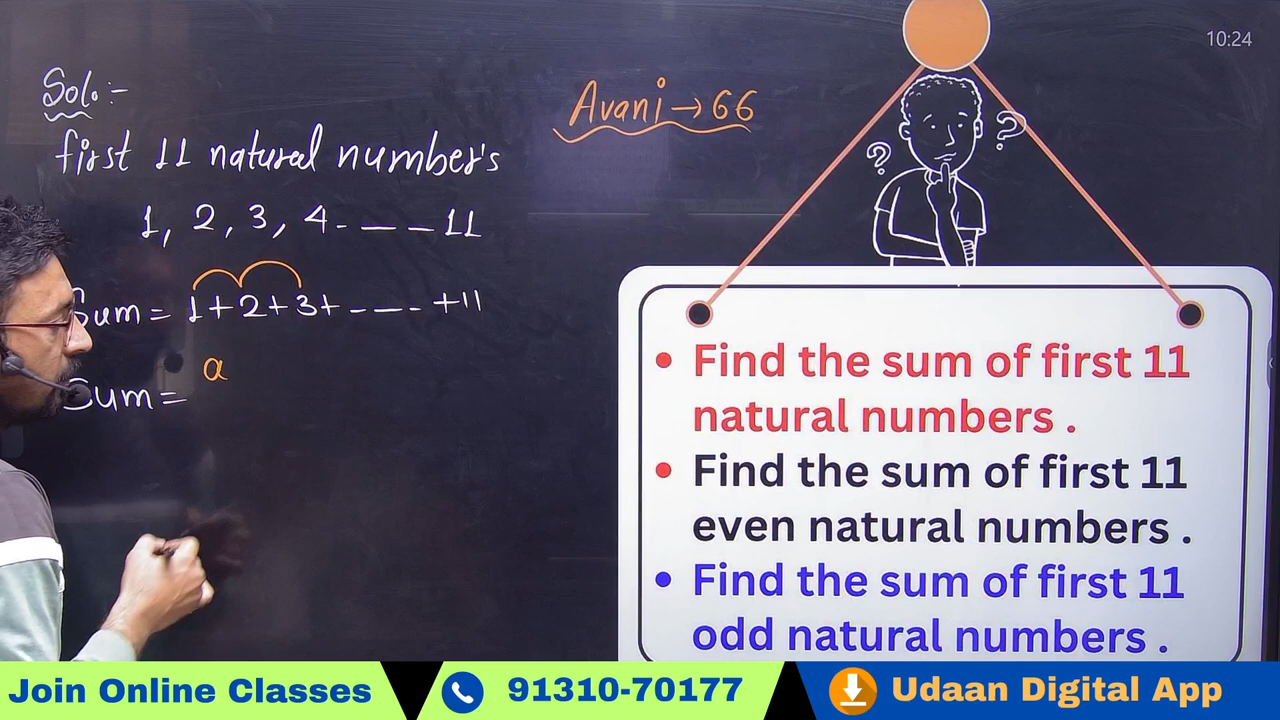 10:24
Sol:-
Avani → 66
first 11 natural number's
1, 2, 3, 4- - - - 11
Sum = 1+2+3+ - - - - +11
a
Sum =
?
?
• Find the sum of first 11
natural numbers .
• Find the sum of first 11
even natural numbers .
• Find the sum of first 11
odd natural numbers .
Join Online Classes
91310-70177
Udaan Digital App